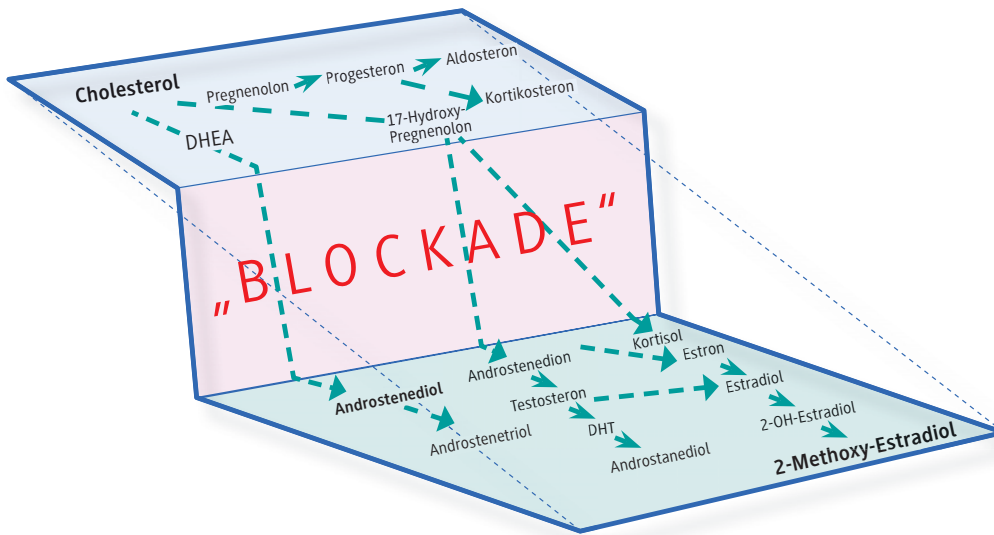 Cholesterol
Pregnenolon
Progesteron
Aldosteron
Kortikosteron
17-Hydroxy-
Pregnenolon
DHEA
„BLOCKADE“
Kortisol
Androstenedion
Estron
Androstenediol
Testosteron
Estradiol
Androstenetriol
DHT
2-OH-Estradiol
Androstanediol
2-Methoxy-Estradiol